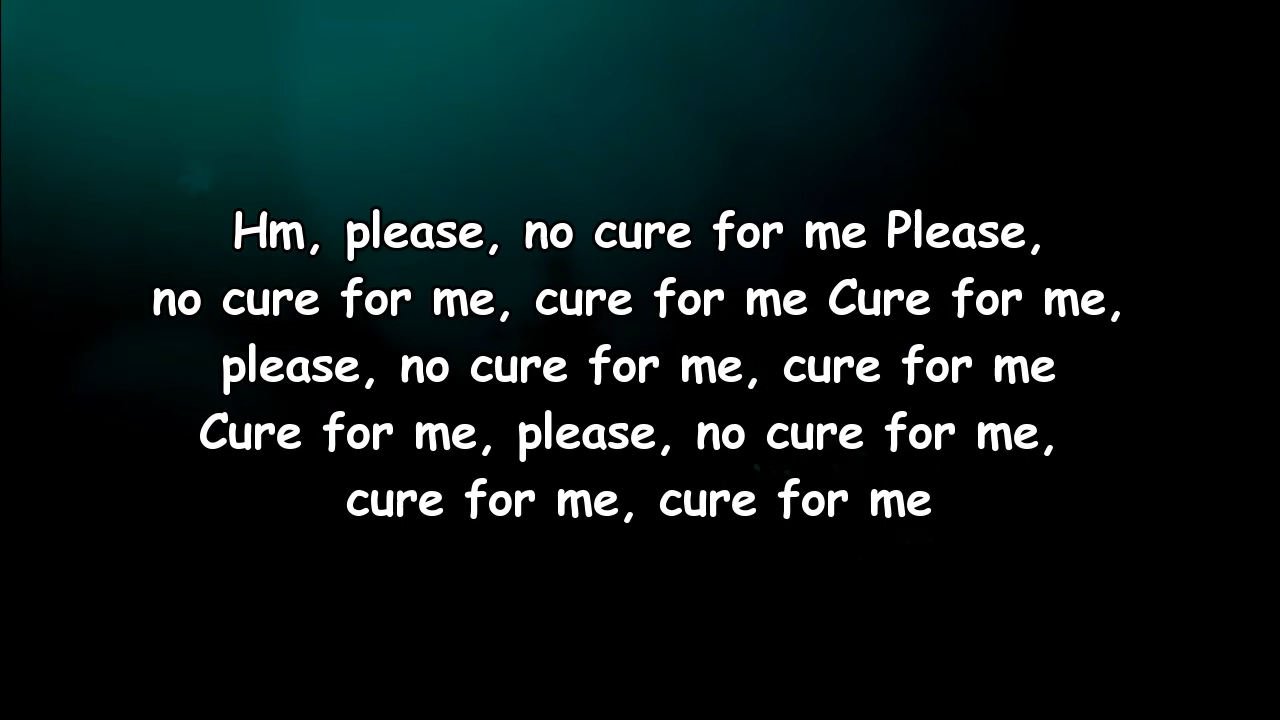 Hm, please, no cure for me Please,
no cure for me, cure for me Cure for me,
please, no cure for me, cure for me
Cure for me, please, no cure for me,
cure for me, cure for me